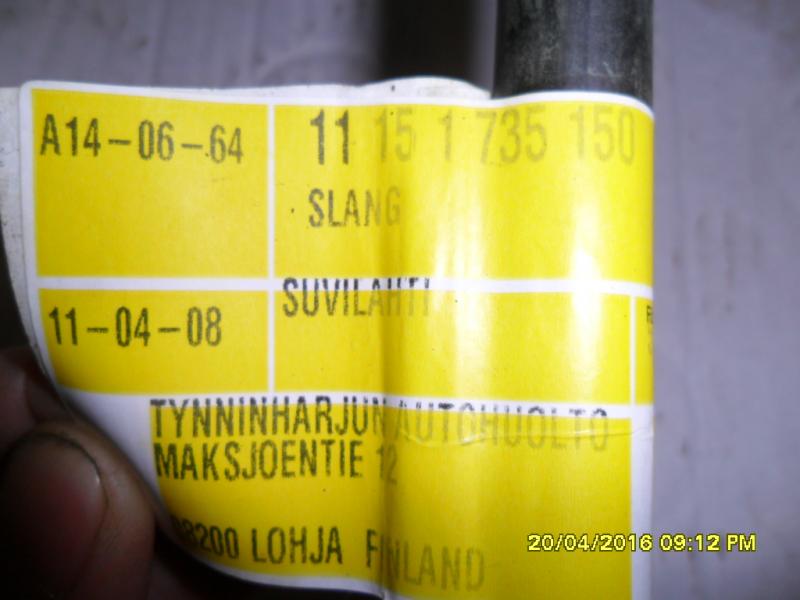 A14-06-64
11 15 1 735 150
SLANG
SUVILAHTI
11-04-08
TYNNINHARJUN AUTOHUOLTO
MAKSJOENTIE 12
08200 LOHJA FINLAND
20/04/2016 09:12 PM